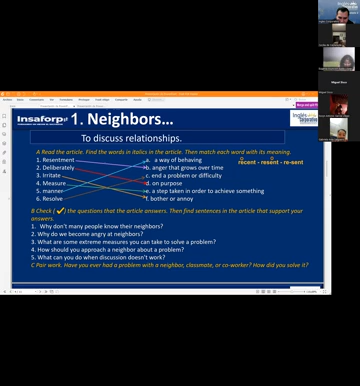 Insaforp
1. Neighbors...
Inglés
corporativo
To discuss relationships.
A Read the article. Find the words in italics in the article. Then match each word with its meaning.
1. Resentment
2. Deliberately
3. Irritate
4. Measure
5. manner
6. Resolve
a. a way of behaving
b. anger that grows over time
c. end a problem or difficulty
d. on purpose
e. a step taken in order to achieve something
f. bother or annoy
recent - resent - re-sent
B Check ( ✓ ) the questions that the article answers. Then find sentences in the article that support your
answers.
1. Why don't many people know their neighbors?
2. Why do we become angry at neighbors?
3. What are some extreme measures you can take to solve a problem?
4. How should you approach a neighbor about a problem?
5. What can you do when discussion doesn't work?
C Pair work. Have you ever had a problem with a neighbor, classmate, or co-worker? How did you solve it?